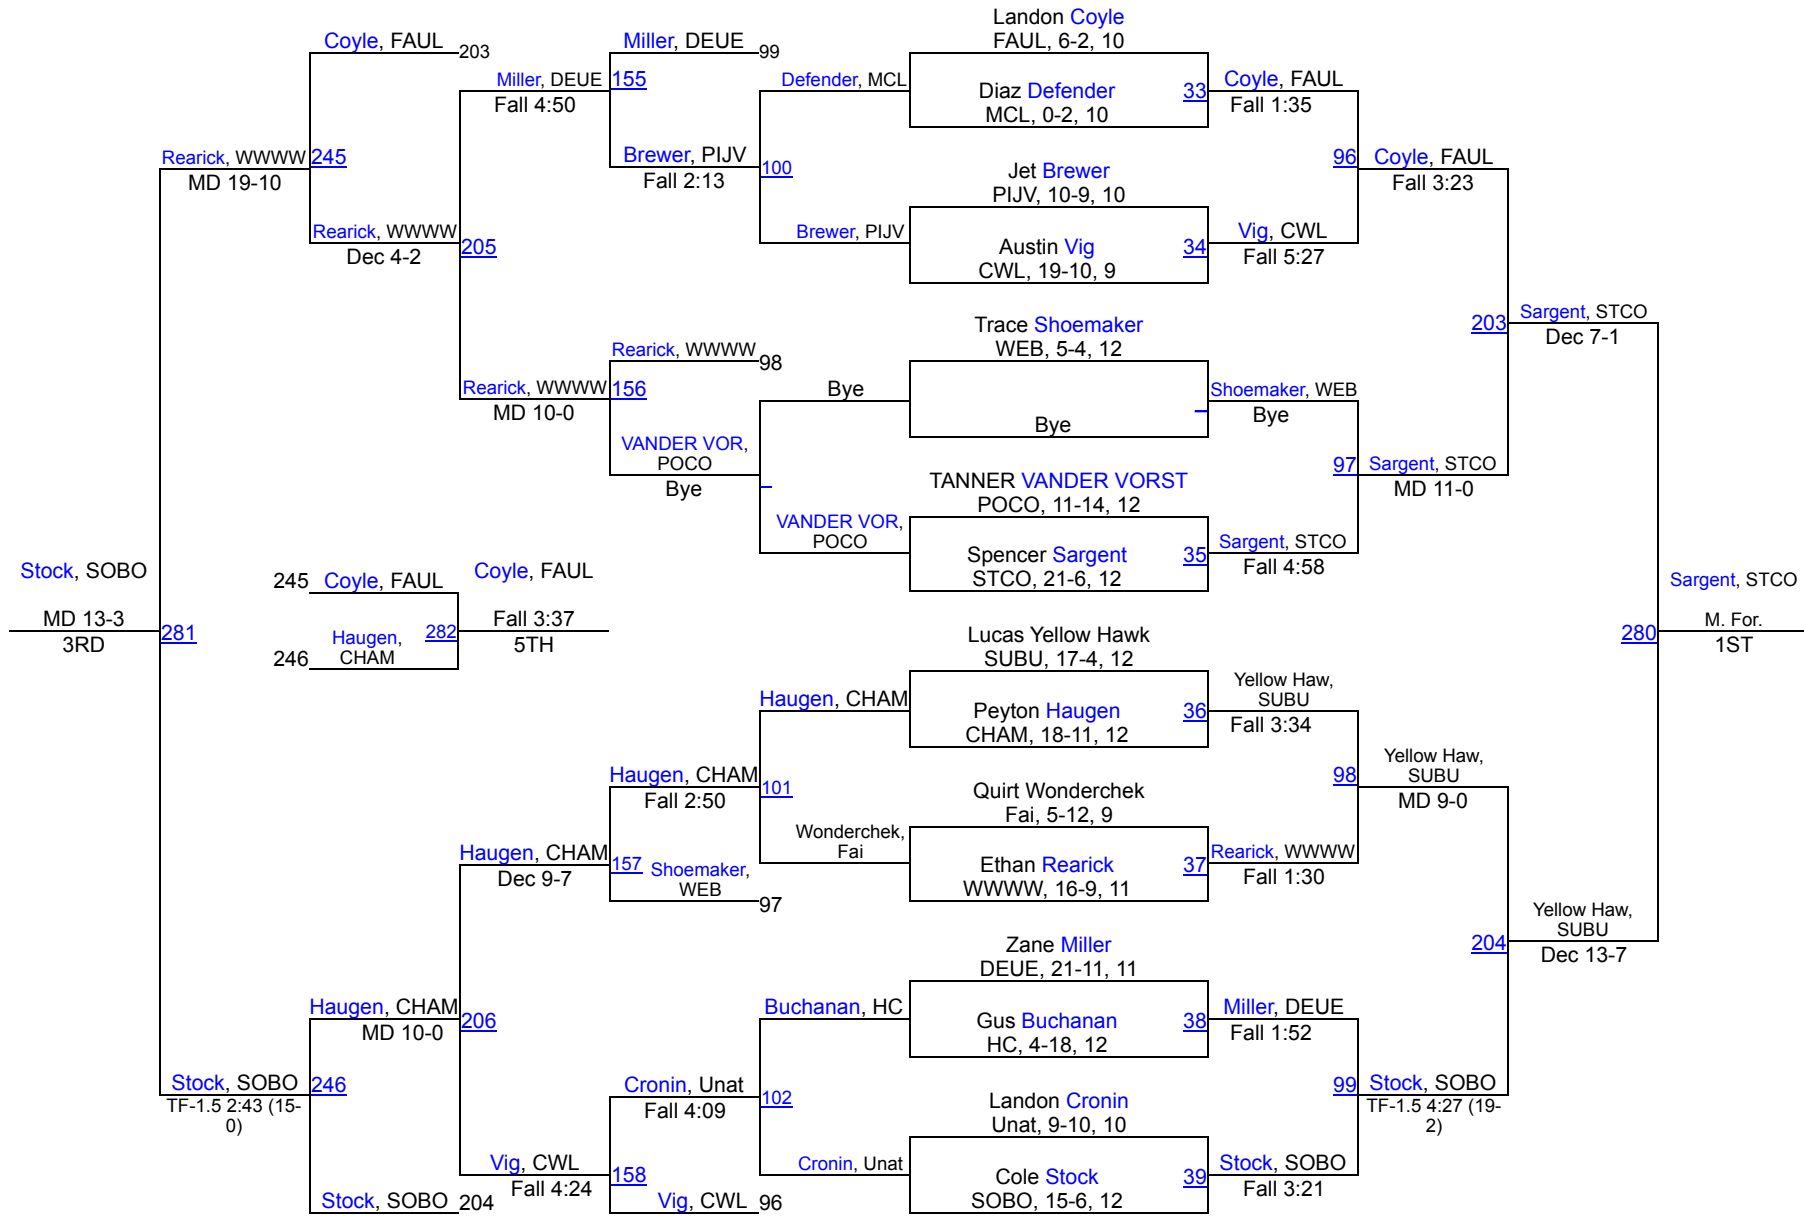 Landon Coyle
FAUL, 6-2, 10
Diaz Defender
MCL, 0-2, 10
33
Jet Brewer
PIJV, 10-9, 10
Austin Vig
CWL, 19-10, 9
34
Trace Shoemaker
WEB, 5-4, 12
Bye
TANNER VANDER VORST
POCO, 11-14, 12
Spencer Sargent
STCO, 21-6, 12
35
Lucas Yellow Hawk
SUBU, 17-4, 12
Peyton Haugen
CHAM, 18-11, 12
36
Quirt Wonderchek
Fai, 5-12, 9
Ethan Rearick
WWWW, 16-9, 11
37
Zane Miller
DEUE, 21-11, 11
Gus Buchanan
HC, 4-18, 12
38
Landon Cronin
Unat, 9-10, 10
Cole Stock
SOBO, 15-6, 12
39
Coyle, FAUL
Fall 1:35
96
Vig, CWL
Fall 5:27
Shoemaker, WEB
Bye
97
Sargent, STCO
Fall 4:58
Yellow Haw,
SUBU
Fall 3:34
98
Rearick, WWWW
Fall 1:30
Miller, DEUE
Fall 1:52
99
Stock, SOBO
Fall 3:21
Coyle, FAUL
Fall 3:23
203
Sargent, STCO
MD 11-0
Yellow Haw,
SUBU
MD 9-0
204
Stock, SOBO
TF-1.5 4:27 (19-
2)
Sargent, STCO
Dec 7-1
280
Yellow Haw,
SUBU
Dec 13-7
Sargent, STCO
M. For.
1ST
Defender, MCL
100
Brewer, PIJV
Bye
VANDER VOR,
POCO
Haugen, CHAM
101
Wonderchek,
Fai
Buchanan, HC
102
Cronin, Unat
Miller, DEUE
99
155
Brewer, PIJV
Fall 2:13
Rearick, WWWW
98
156
VANDER VOR,
POCO
Bye
Haugen, CHAM
Fall 2:50
157
Shoemaker,
WEB
97
Cronin, Unat
Fall 4:09
158
Vig, CWL
96
Miller, DEUE
Fall 4:50
205
Rearick, WWWW
MD 10-0
Haugen, CHAM
Dec 9-7
206
Vig, CWL
Fall 4:24
Coyle, FAUL
203
245
Rearick, WWWW
Dec 4-2
Haugen, CHAM
MD 10-0
246
Stock, SOBO
204
Rearick, WWWW
MD 19-10
281
Stock, SOBO
TF-1.5 2:43 (15-
0)
Stock, SOBO
MD 13-3
3RD
245
Coyle, FAUL
282
246
Haugen,
CHAM
Coyle, FAUL
Fall 3:37
5TH